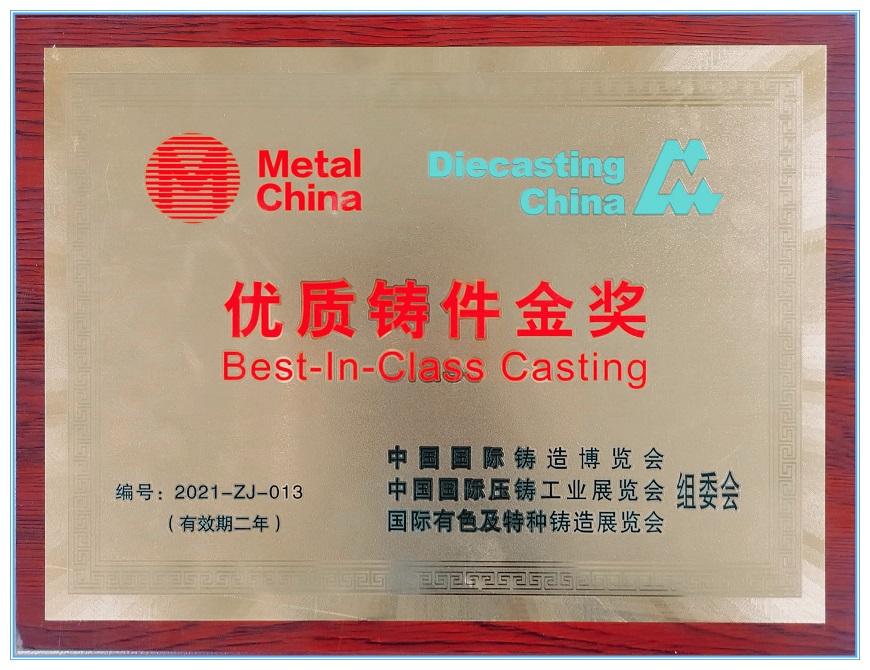 Metal
China
Diecasting
China
优质铸件金奖
Best-In-Class Casting
中国国际铸造博览会
中国国际压铸工业展览会
国际有色及特种铸造展览会
组委会
编号：2021-ZJ-013
（有效期二年）